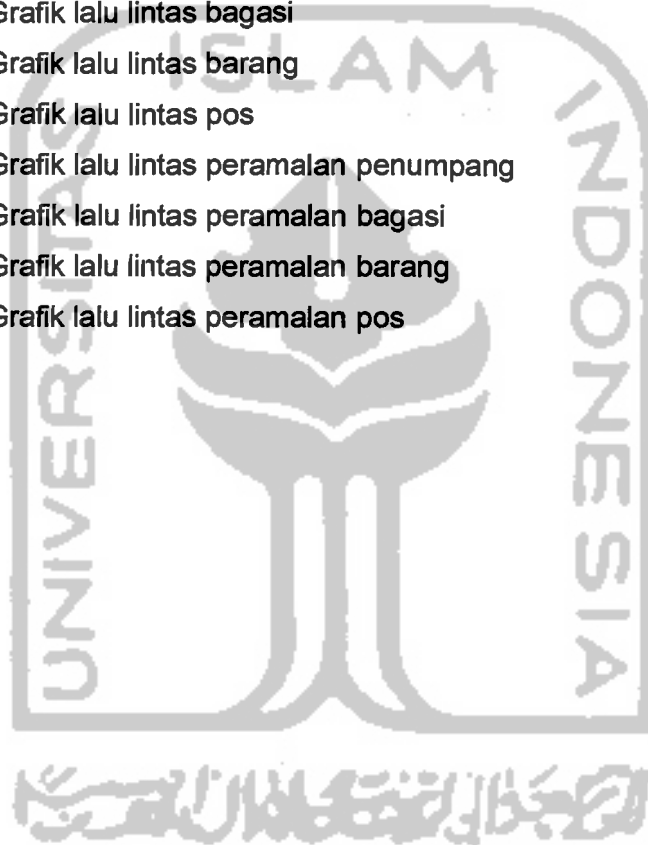 Grafik lalu lintas bagasi
Grafik lalu lintas barang
Grafik lalu lintas pos
Grafik lalu lintas peramalan penumpang
Grafik lalu lintas peramalan bagasi
Grafik lalu lintas peramalan barang
Grafik lalu lintas peramalan pos
UNIVERSITAS
ISLAM
INDONESIA